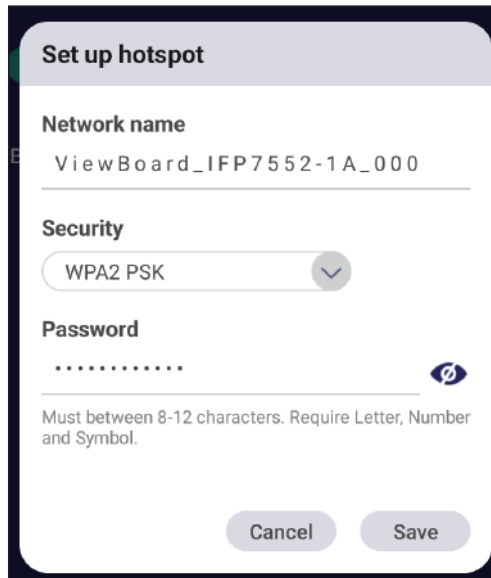 Set up hotspot
Network name
ViewBoard_IFP7552-1A_000
Security
WPA2 PSK
Password
············
Must between 8-12 characters. Require Letter, Number
and Symbol.
Cancel Save